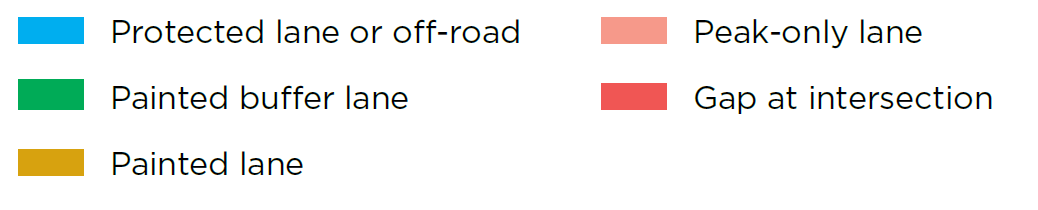 Protected lane or off-road
Painted buffer lane
Painted lane
Peak-only lane
Gap at intersection